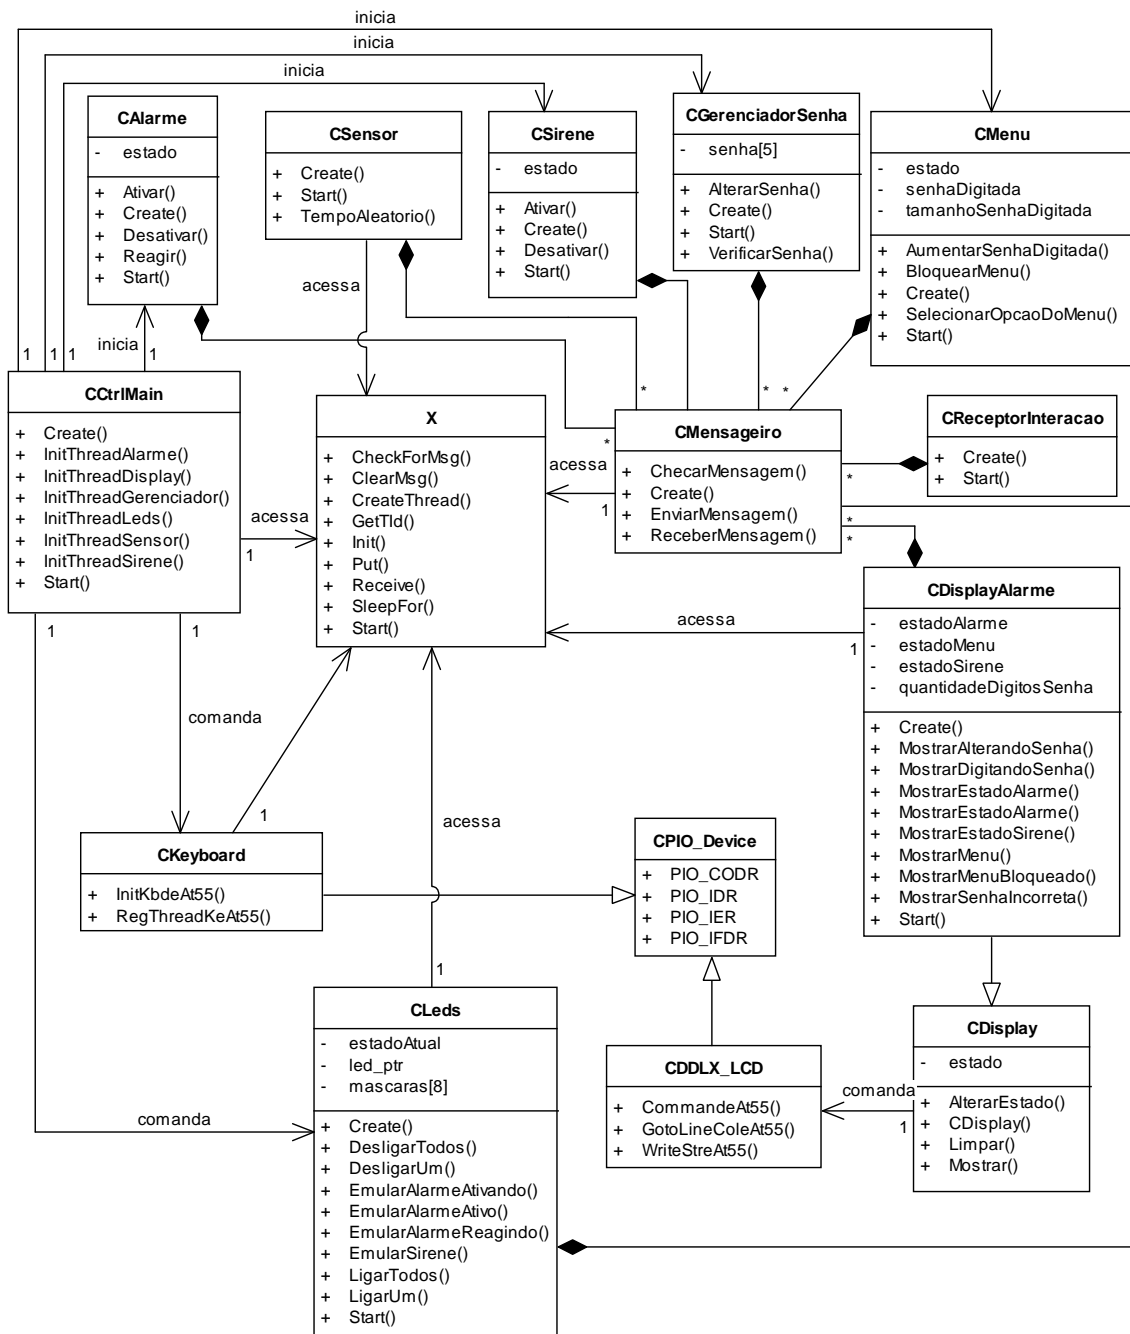 inicia
inicia
inicia
CAlarme
- estado
+ Ativar()
+ Create()
+ Desativar()
+ Reagir()
+ Start()
CSensor
+ Create()
+ Start()
+ TempoAleatorio()
CSirene
- estado
+ Ativar()
+ Create()
+ Desativar()
+ Start()
CGerenciadorSenha
- senha[5]
+ AlterarSenha()
+ Create()
+ Start()
+ VerificarSenha()
CMenu
- estado
- senhaDigitada
- tamanhoSenhaDigitada
+ AumentarSenhaDigitada()
+ BloquearMenu()
+ Create()
+ SelecionarOpcaoDoMenu()
+ Start()
acessa
inicia
1 1 1 1
* * *
CCtrlMain
+ Create()
+ InitThreadAlarme()
+ InitThreadDisplay()
+ InitThreadGerenciador()
+ InitThreadLeds()
+ InitThreadSensor()
+ InitThreadSirene()
+ Start()
acessa
1
X
+ CheckForMsg()
+ ClearMsg()
+ CreateThread()
+ GetTId()
+ Init()
+ Put()
+ Receive()
+ SleepFor()
+ Start()
*
acessa
1
CMensageiro
+ ChecarMensagem()
+ Create()
+ EnviarMensagem()
+ ReceberMensagem()
*
*
*
CReceptorInteracao
+ Create()
+ Start()
CDisplayAlarme
- estadoAlarme
- estadoMenu
- estadoSirene
- quantidadeDigitosSenha
+ Create()
+ MostrarAlterandoSenha()
+ MostrarDigitandoSenha()
+ MostrarEstadoAlarme()
+ MostrarEstadoAlarme()
+ MostrarEstadoSirene()
+ MostrarMenu()
+ MostrarMenuBloqueado()
+ MostrarSenhaIncorreta()
+ Start()
acessa
1
1 1
comanda
1
acessa
CKeyboard
+ InitKbdeAt55()
+ RegThreadKeAt55()
CPIO_Device
+ PIO_CODR
+ PIO_IDR
+ PIO_IER
+ PIO_IFDR
1
CLeds
- estadoAtual
- led_ptr
- mascaras[8]
+ Create()
+ DesligarTodos()
+ DesligarUm()
+ EmularAlarmeAtivando()
+ EmularAlarmeAtivo()
+ EmularAlarmeReagindo()
+ EmularSirene()
+ LigarTodos()
+ LigarUm()
+ Start()
comanda
CDDLX_LCD
+ CommandeAt55()
+ GotoLineColeAt55()
+ WriteStreAt55()
comanda
1
CDisplay
- estado
+ AlterarEstado()
+ CDisplay()
+ Limpar()
+ Mostrar()